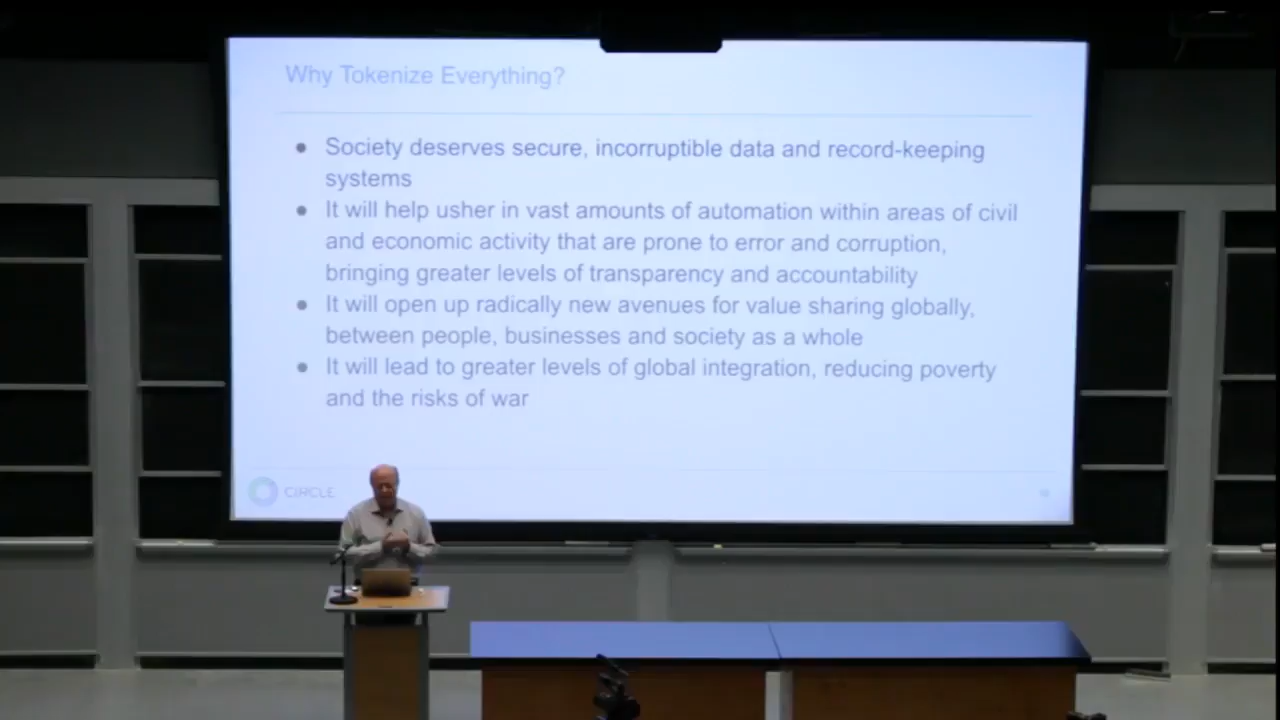 Why Tokenize Everything?
● Society deserves secure, incorruptible data and record-keeping
systems
● It will help usher in vast amounts of automation within areas of civil
and economic activity that are prone to error and corruption,
bringing greater levels of transparency and accountability
● It will open up radically new avenues for value sharing globally,
between people, businesses and society as a whole
● It will lead to greater levels of global integration, reducing poverty
and the risks of war
CIRCLE